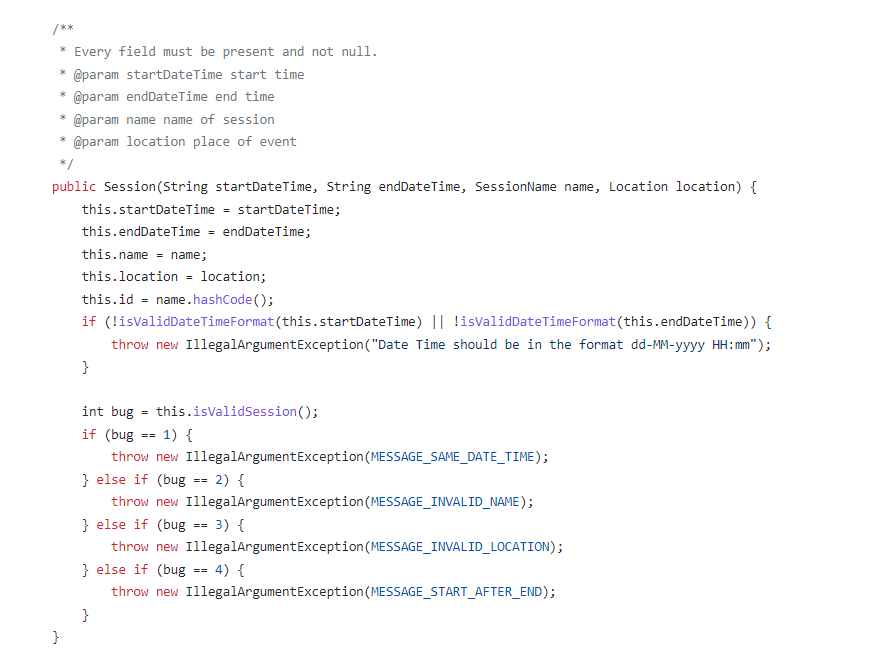 /**
 * Every field must be present and not null.
 * @param startDateTime start time
 * @param endDateTime end time
 * @param name name of session
 * @param location place of event
 */
public Session(String startDateTime, String endDateTime, SessionName name, Location location) {
    this.startDateTime = startDateTime;
    this.endDateTime = endDateTime;
    this.name = name;
    this.location = location;
    this.id = name.hashCode();
    if (!isValidDateTimeFormat(this.startDateTime) || !isValidDateTimeFormat(this.endDateTime)) {
        throw new IllegalArgumentException("Date Time should be in the format dd-MM-yyyy HH:mm");
    }

    int bug = this.isValidSession();
    if (bug == 1) {
        throw new IllegalArgumentException(MESSAGE_SAME_DATE_TIME);
    } else if (bug == 2) {
        throw new IllegalArgumentException(MESSAGE_INVALID_NAME);
    } else if (bug == 3) {
        throw new IllegalArgumentException(MESSAGE_INVALID_LOCATION);
    } else if (bug == 4) {
        throw new IllegalArgumentException(MESSAGE_START_AFTER_END);
    }
}